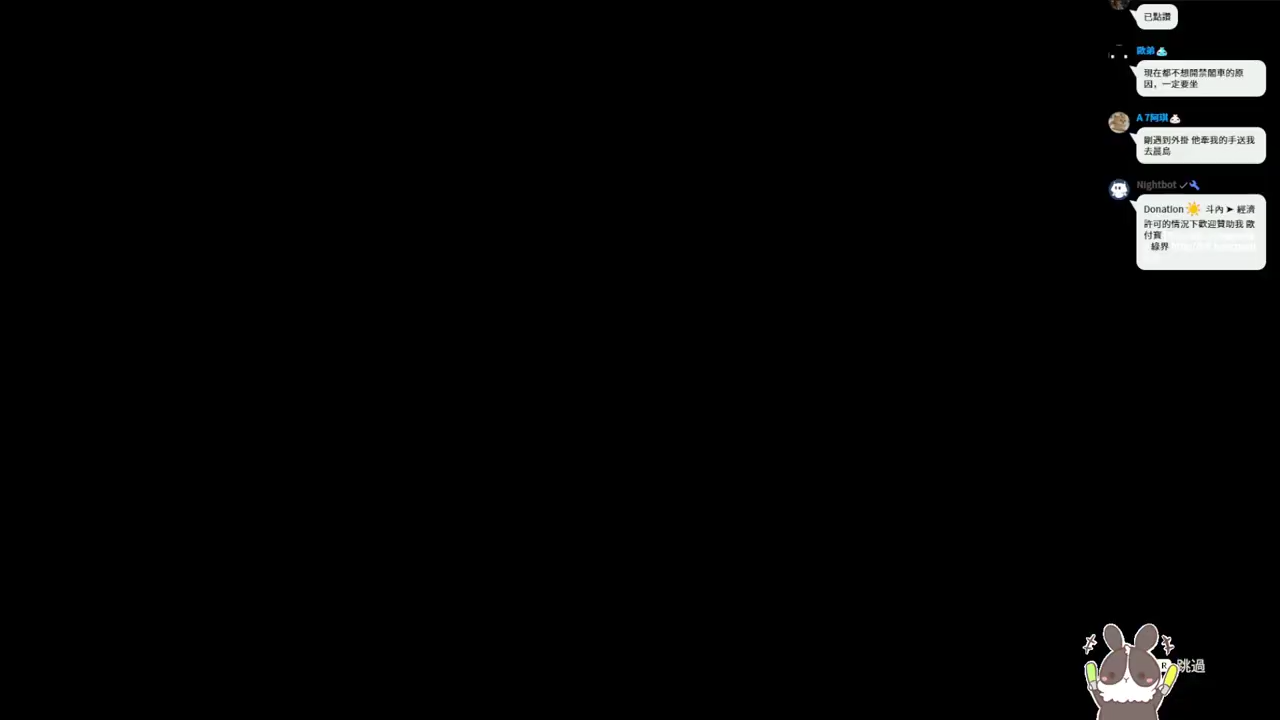 已點讚
歐弟
現在都不想開禁閣車的原
因，一定要坐
A 7阿琪
剛遇到外掛 他牽我的手送我
去晨島
Nightbot
Donation ☀ 斗內 ➤ 經濟
許可的情況下歡迎贊助我 歐
付寶
綠界
R 跳過